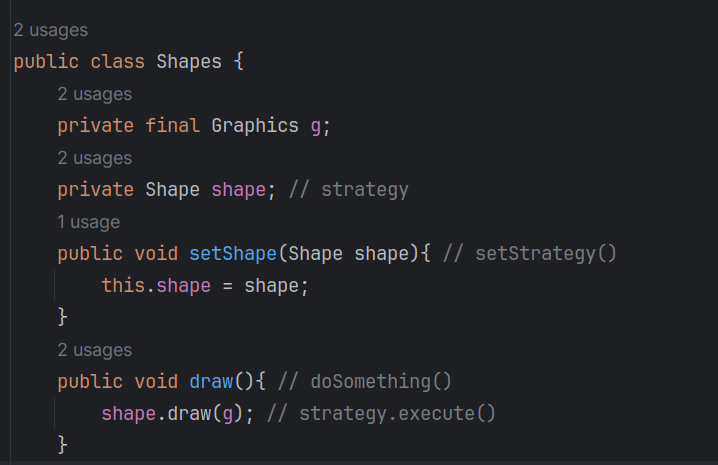 2 usages
public class Shapes {
2 usages
private final Graphics g;
2 usages
private Shape shape; // strategy
1 usage
public void setShape(Shape shape){ // setStrategy()
this.shape = shape;
}
2 usages
public void draw(){ // doSomething()
shape.draw(g); // strategy.execute()
}